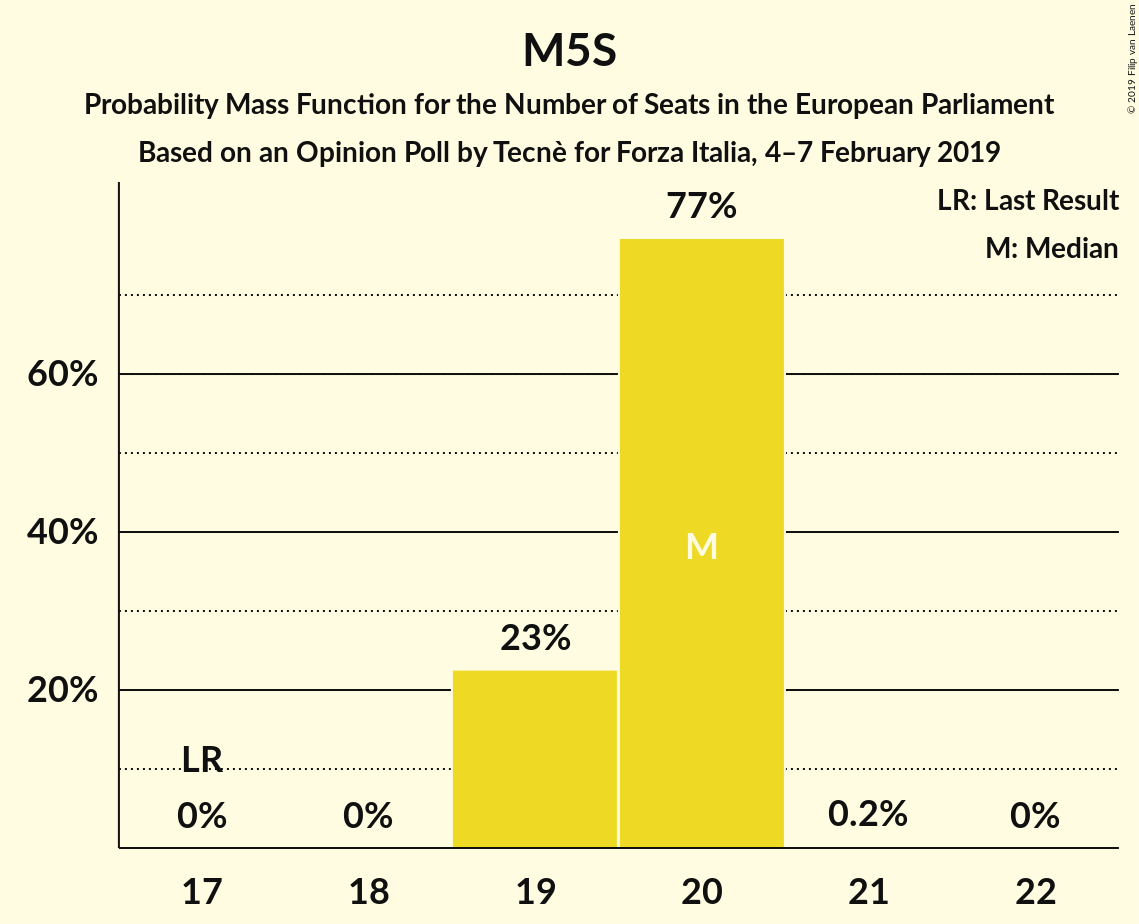 © 2019 Filip van Laenen
M5S
Probability Mass Function for the Number of Seats in the European Parliament
Based on an Opinion Poll by Tecnè for Forza Italia, 4–7 February 2019
LR: Last Result
M: Median
77%
60%
40%
M
23%
20%
LR
0% 0% 0.2% 0%
17 18 19 20 21 22